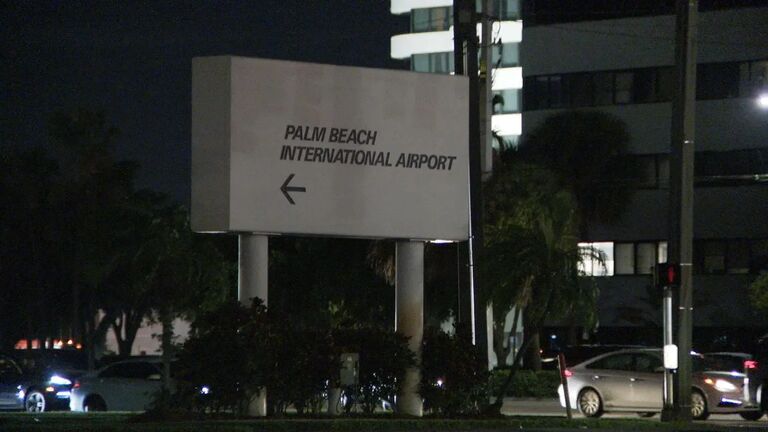 PALM BEACH
INTERNATIONAL AIRPORT